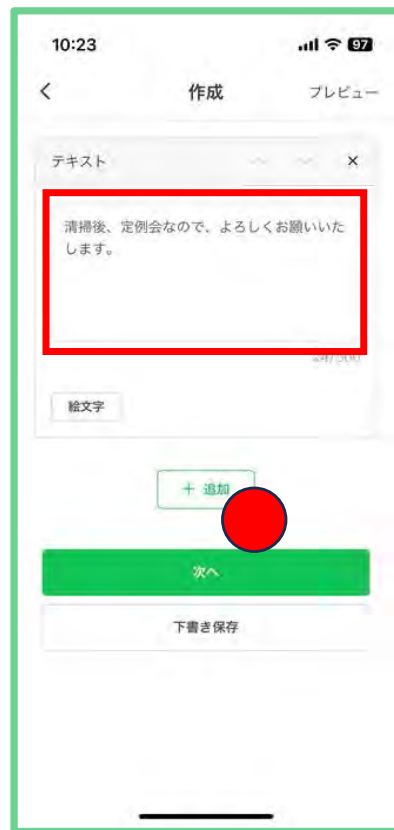 10:23
97
作成
プレビュー
テキスト
清掃後、定例会なので、よろしくお願いいた
します。
24/500
絵文字
+ 追加
次へ
下書き保存